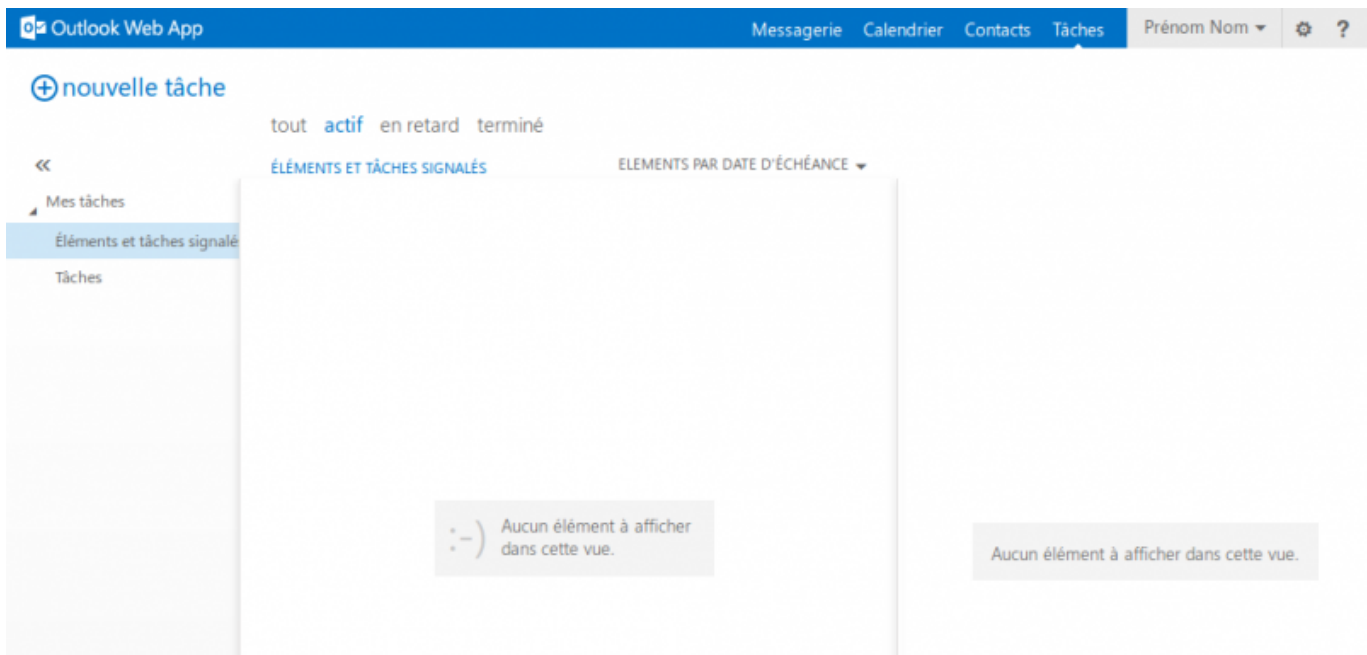 Outlook Web App
Messagerie Calendrier Contacts Tâches Prénom Nom ?
nouvelle tâche
tout actif en retard terminé
«
ÉLÉMENTS ET TÂCHES SIGNALÉS
ELEMENTS PAR DATE D'ÉCHÉANCE
Mes tâches
Éléments et tâches signalé
Tâches
:-)
Aucun élément à afficher
dans cette vue.
Aucun élément à afficher dans cette vue.